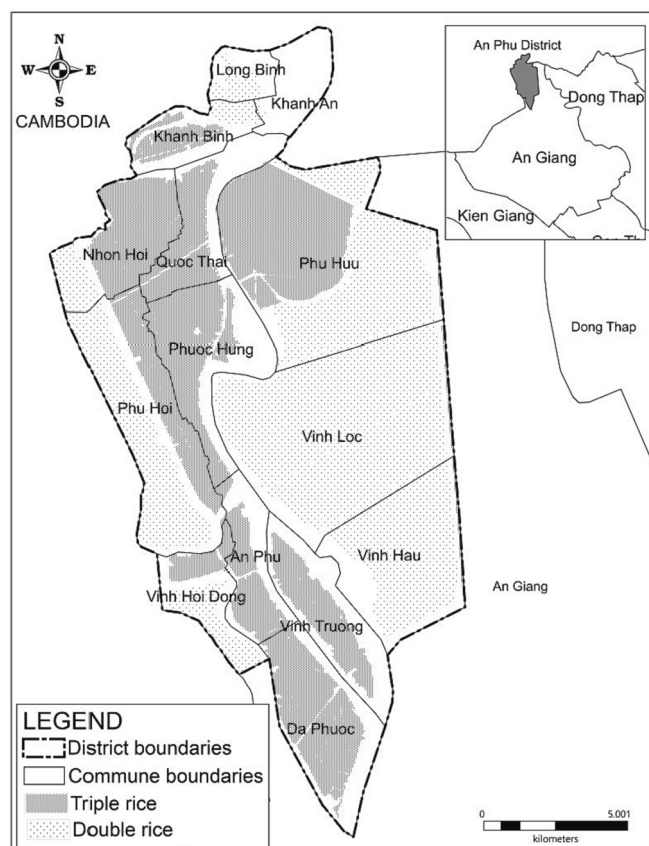 N
W E
S
CAMBODIA
An Phu District
Dong Thap
An Giang
Kien Giang
Long Binh
Khanh An
Khanh Binh
Nhon Hoi
Quoc Thai
Phu Huu
Phuoc Hung
Dong Thap
Phu Hoi
Vinh Loc
An Phu
Vinh Hau
An Giang
Vinh Hoi Dong
Vinh Truong
Da Phuoc
LEGEND
District boundaries
Commune boundaries
Triple rice
Double rice
0 5.001
kilometers